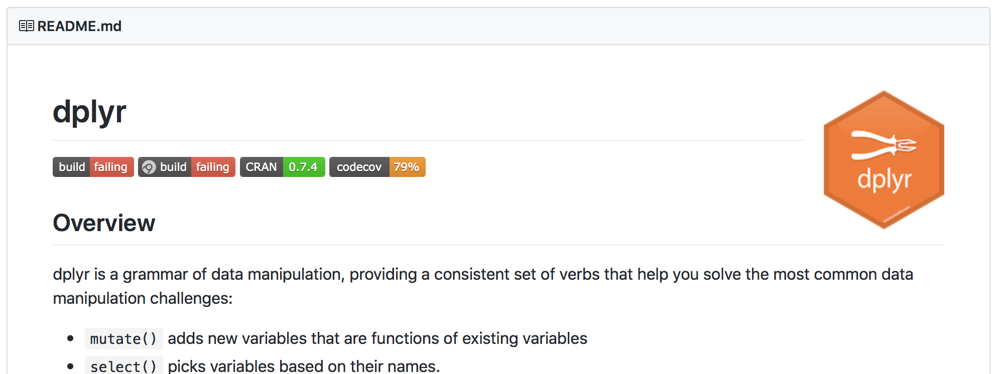 README.md
dplyr
build failing build failing CRAN 0.7.4 codecov 79%
dplyr
Overview
dplyr is a grammar of data manipulation, providing a consistent set of verbs that help you solve the most common data
manipulation challenges:
• mutate() adds new variables that are functions of existing variables
• select() picks variables based on their names.